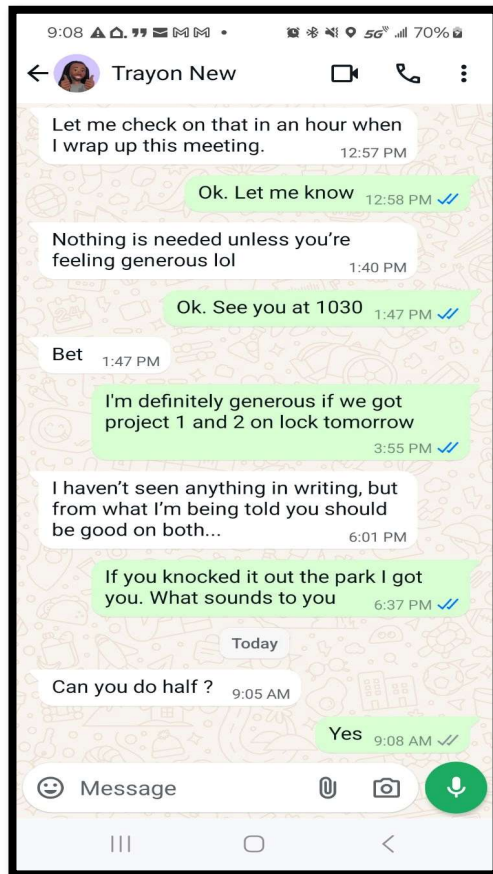 9:08
5G 70%
Trayon New
Let me check on that in an hour when
I wrap up this meeting.
12:57 PM
Ok. Let me know 12:58 PM
Nothing is needed unless you're
feeling generous lol
1:40 PM
Ok. See you at 1030 1:47 PM
Bet 1:47 PM
I'm definitely generous if we got
project 1 and 2 on lock tomorrow
3:55 PM
I haven't seen anything in writing, but
from what I'm being told you should
be good on both...
6:01 PM
If you knocked it out the park I got
you. What sounds to you 6:37 PM
Today
Can you do half ? 9:05 AM
Yes 9:08 AM
Message